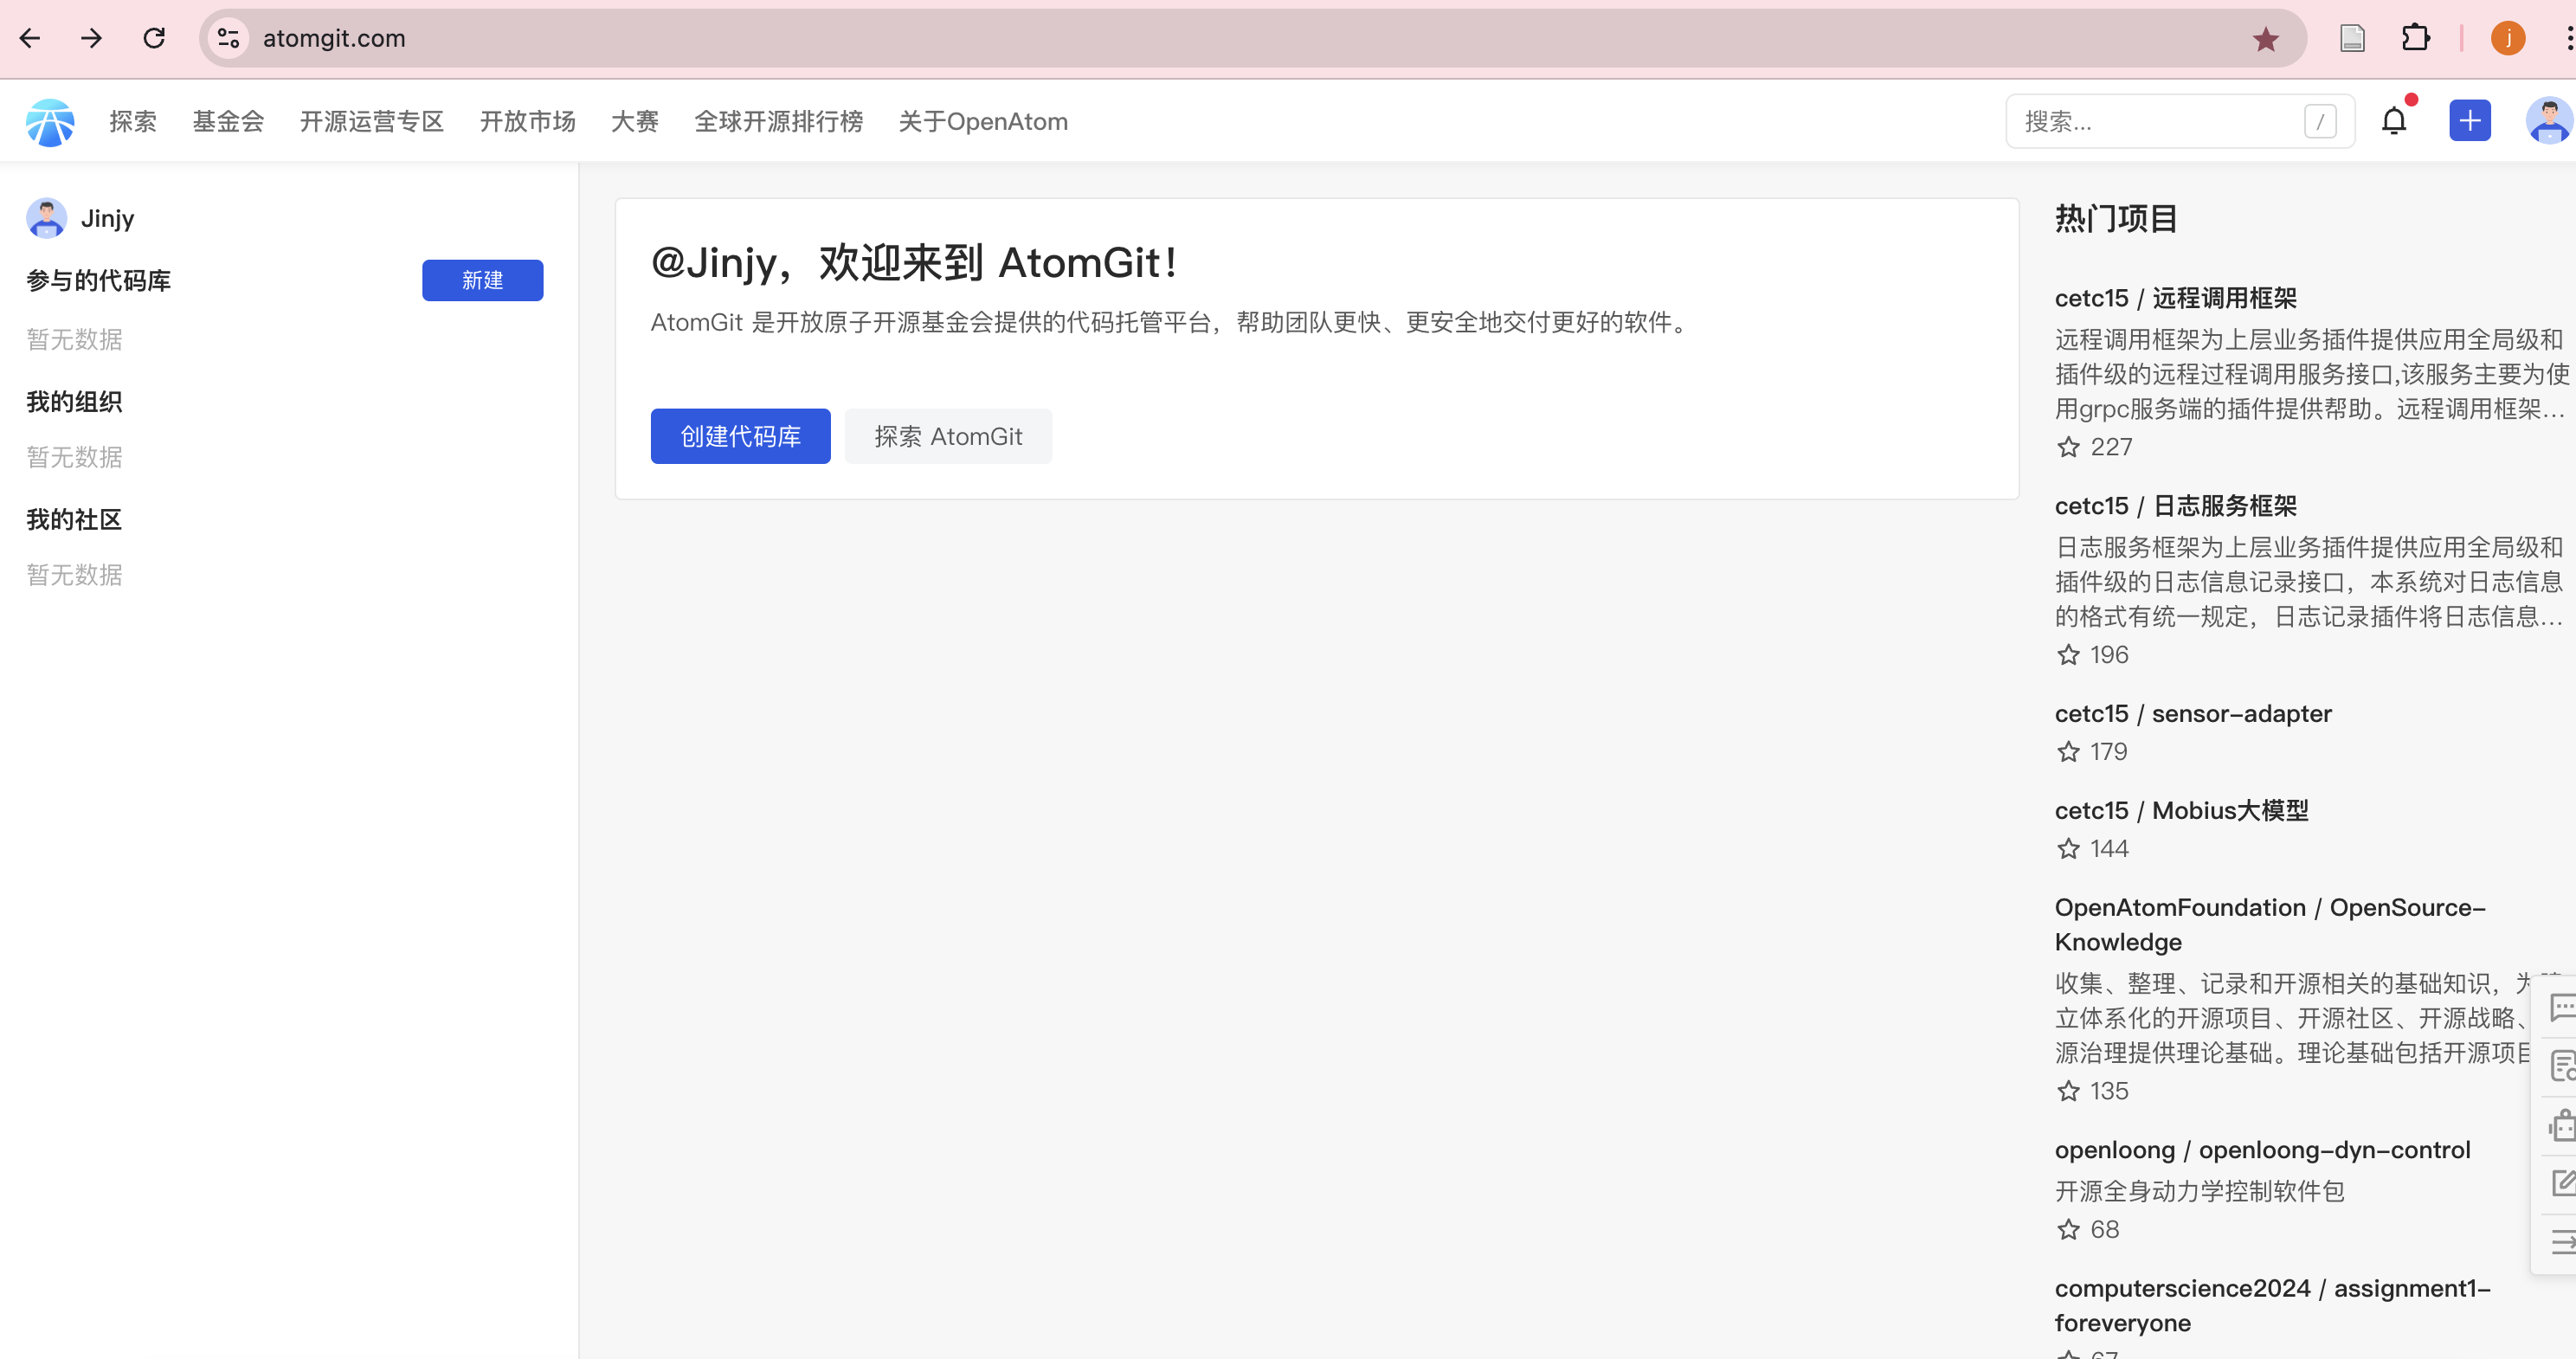 atomgit.com
j
探索 基金会 开源运营专区 开放市场 大赛 全球开源排行榜 关于OpenAtom
搜索... /
Jinjy
参与的代码库 新建
暂无数据
我的组织
暂无数据
我的社区
暂无数据
@Jinjy，欢迎来到 AtomGit！
AtomGit 是开放原子开源基金会提供的代码托管平台，帮助团队更快、更安全地交付更好的软件。
创建代码库 探索 AtomGit
热门项目
cetc15 / 远程调用框架
远程调用框架为上层业务插件提供应用全局级和
插件级的远程过程调用服务接口,该服务主要为使
用grpc服务端的插件提供帮助。远程调用框架...
227
cetc15 / 日志服务框架
日志服务框架为上层业务插件提供应用全局级和
插件级的日志信息记录接口，本系统对日志信息
的格式有统一规定，日志记录插件将日志信息...
196
cetc15 / sensor-adapter
179
cetc15 / Mobius大模型
144
OpenAtomFoundation / OpenSource-
Knowledge
收集、整理、记录和开源相关的基础知识，为
立体系化的开源项目、开源社区、开源战略、
源治理提供理论基础。理论基础包括开源项目
135
openloong / openloong-dyn-control
开源全身动力学控制软件包
68
computerscience2024 / assignment1-
foreveryone